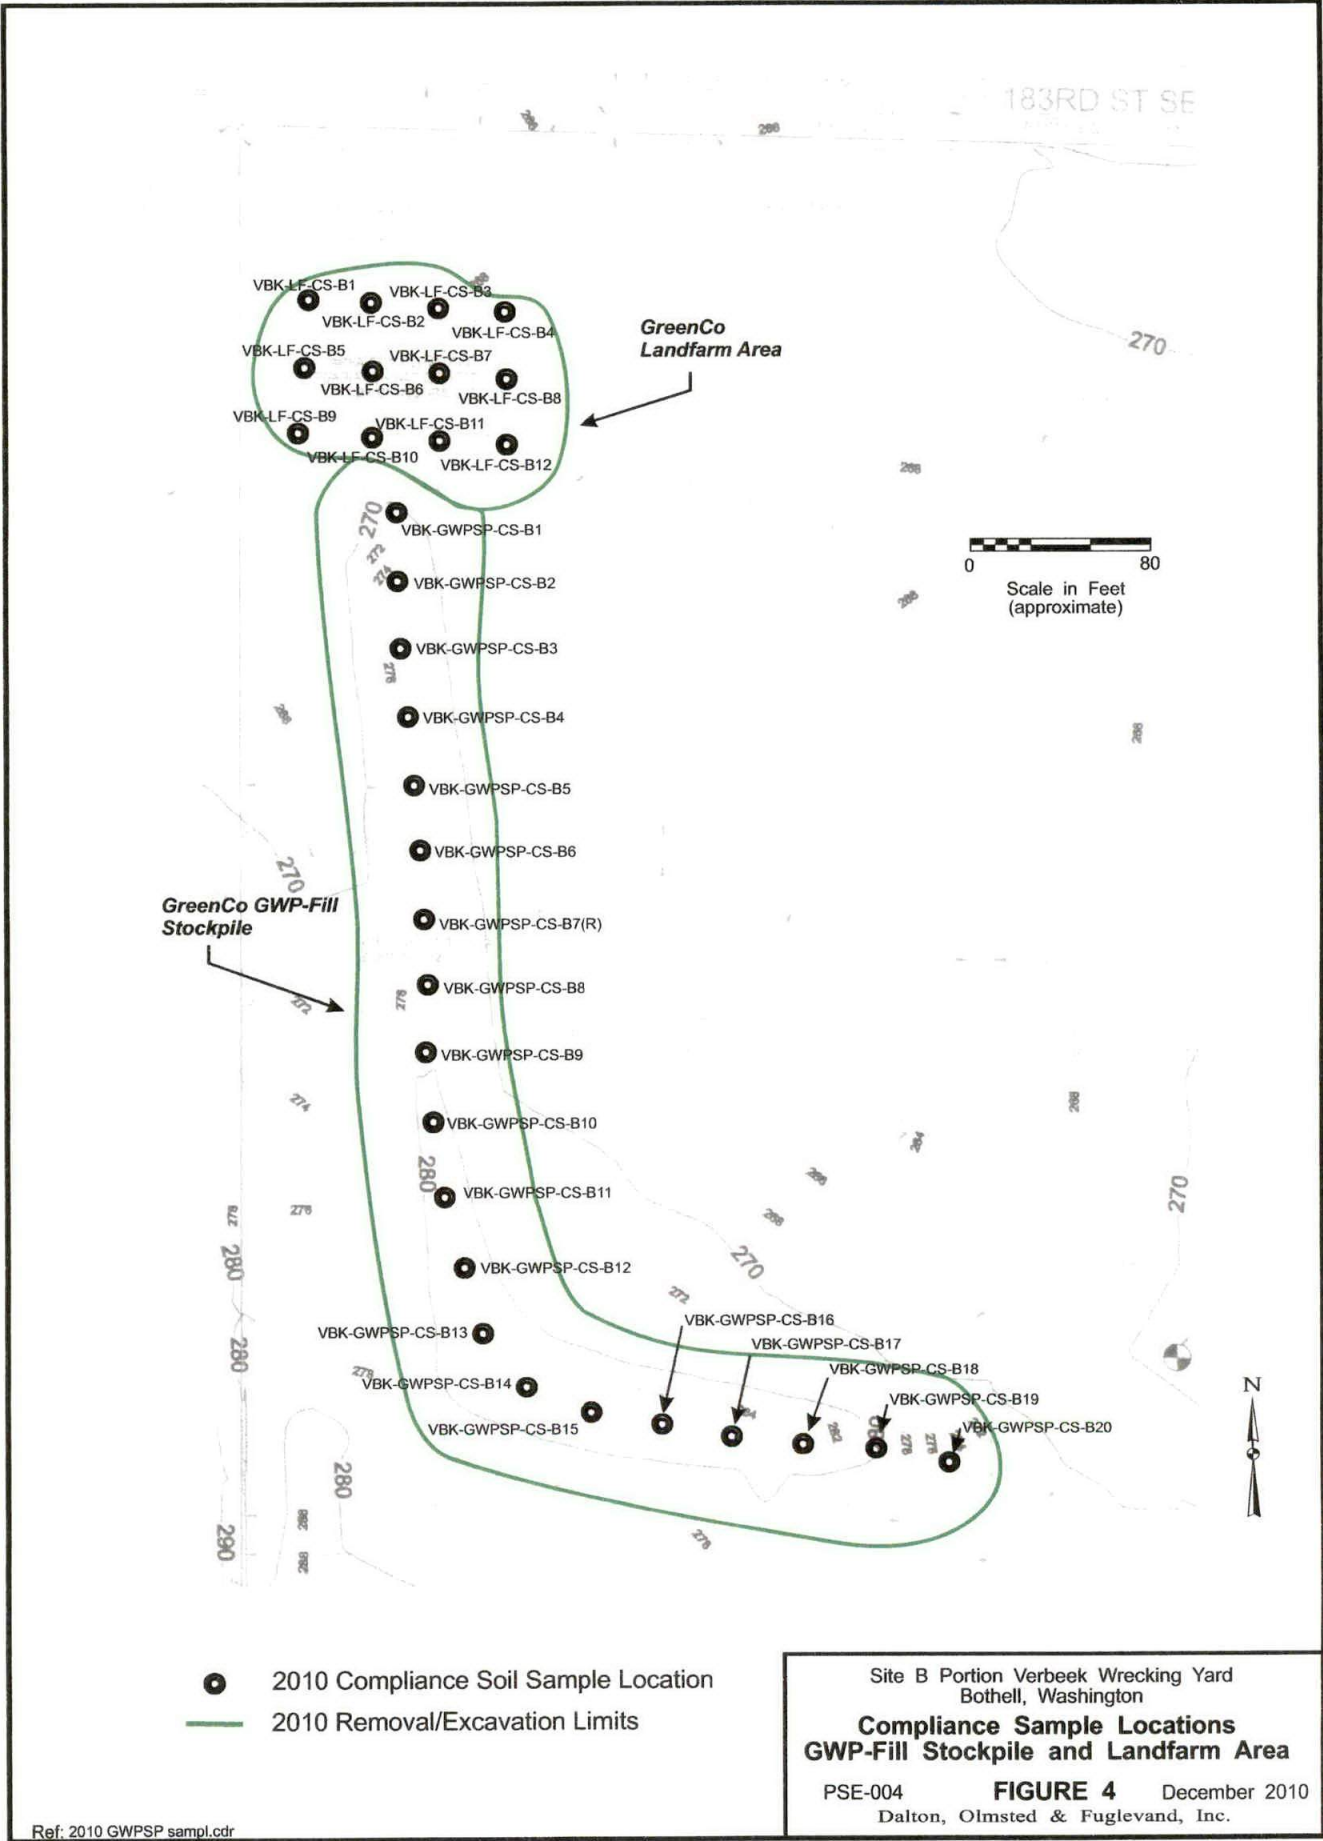 183RD ST SE
266
266
VBK-LF-CS-B1
VBK-LF-CS-B2
VBK-LF-CS-B3
VBK-LF-CS-B4
VBK-LF-CS-B5
VBK-LF-CS-B6
VBK-LF-CS-B7
VBK-LF-CS-B8
VBK-LF-CS-B9
VBK-LF-CS-B10
VBK-LF-CS-B11
VBK-LF-CS-B12
GreenCo
Landfarm Area
270
268
0 80
Scale in Feet
(approximate)
270
272
274
VBK-GWPSP-CS-B1
VBK-GWPSP-CS-B2
VBK-GWPSP-CS-B3
VBK-GWPSP-CS-B4
VBK-GWPSP-CS-B5
VBK-GWPSP-CS-B6
270
GreenCo GWP-Fill
Stockpile
VBK-GWPSP-CS-B7(R)
VBK-GWPSP-CS-B8
272
VBK-GWPSP-CS-B9
274
VBK-GWPSP-CS-B10
280
VBK-GWPSP-CS-B11
270
280
270
VBK-GWPSP-CS-B12
272
VBK-GWPSP-CS-B13
VBK-GWPSP-CS-B14
VBK-GWPSP-CS-B15
VBK-GWPSP-CS-B16
VBK-GWPSP-CS-B17
VBK-GWPSP-CS-B18
VBK-GWPSP-CS-B19
VBK-GWPSP-CS-B20
280
282
280
290
N
2010 Compliance Soil Sample Location
2010 Removal/Excavation Limits
Site B Portion Verbeek Wrecking Yard
Bothell, Washington
Compliance Sample Locations
GWP-Fill Stockpile and Landfarm Area
PSE-004 FIGURE 4 December 2010
Dalton, Olmsted & Fuglevand, Inc.
Ref: 2010 GWPSP sampl.cdr